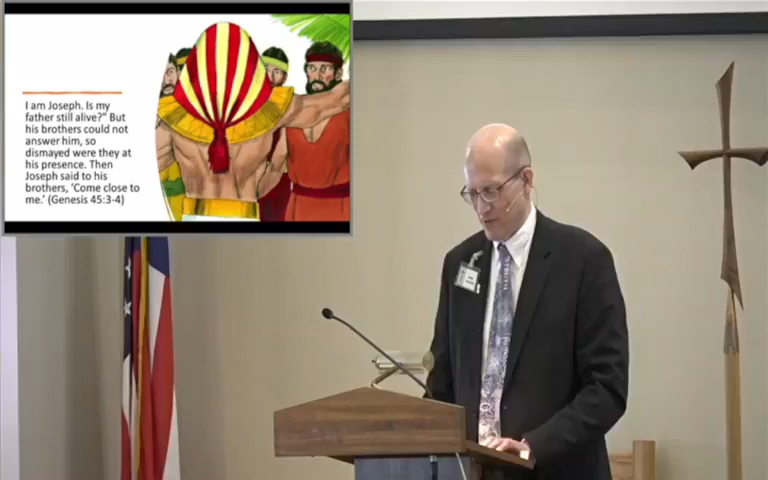 I am Joseph. Is my
father still alive?" But
his brothers could not
answer him, so
dismayed were they at
his presence. Then
Joseph said to his
brothers, 'Come close to
me.' (Genesis 45:3-4)